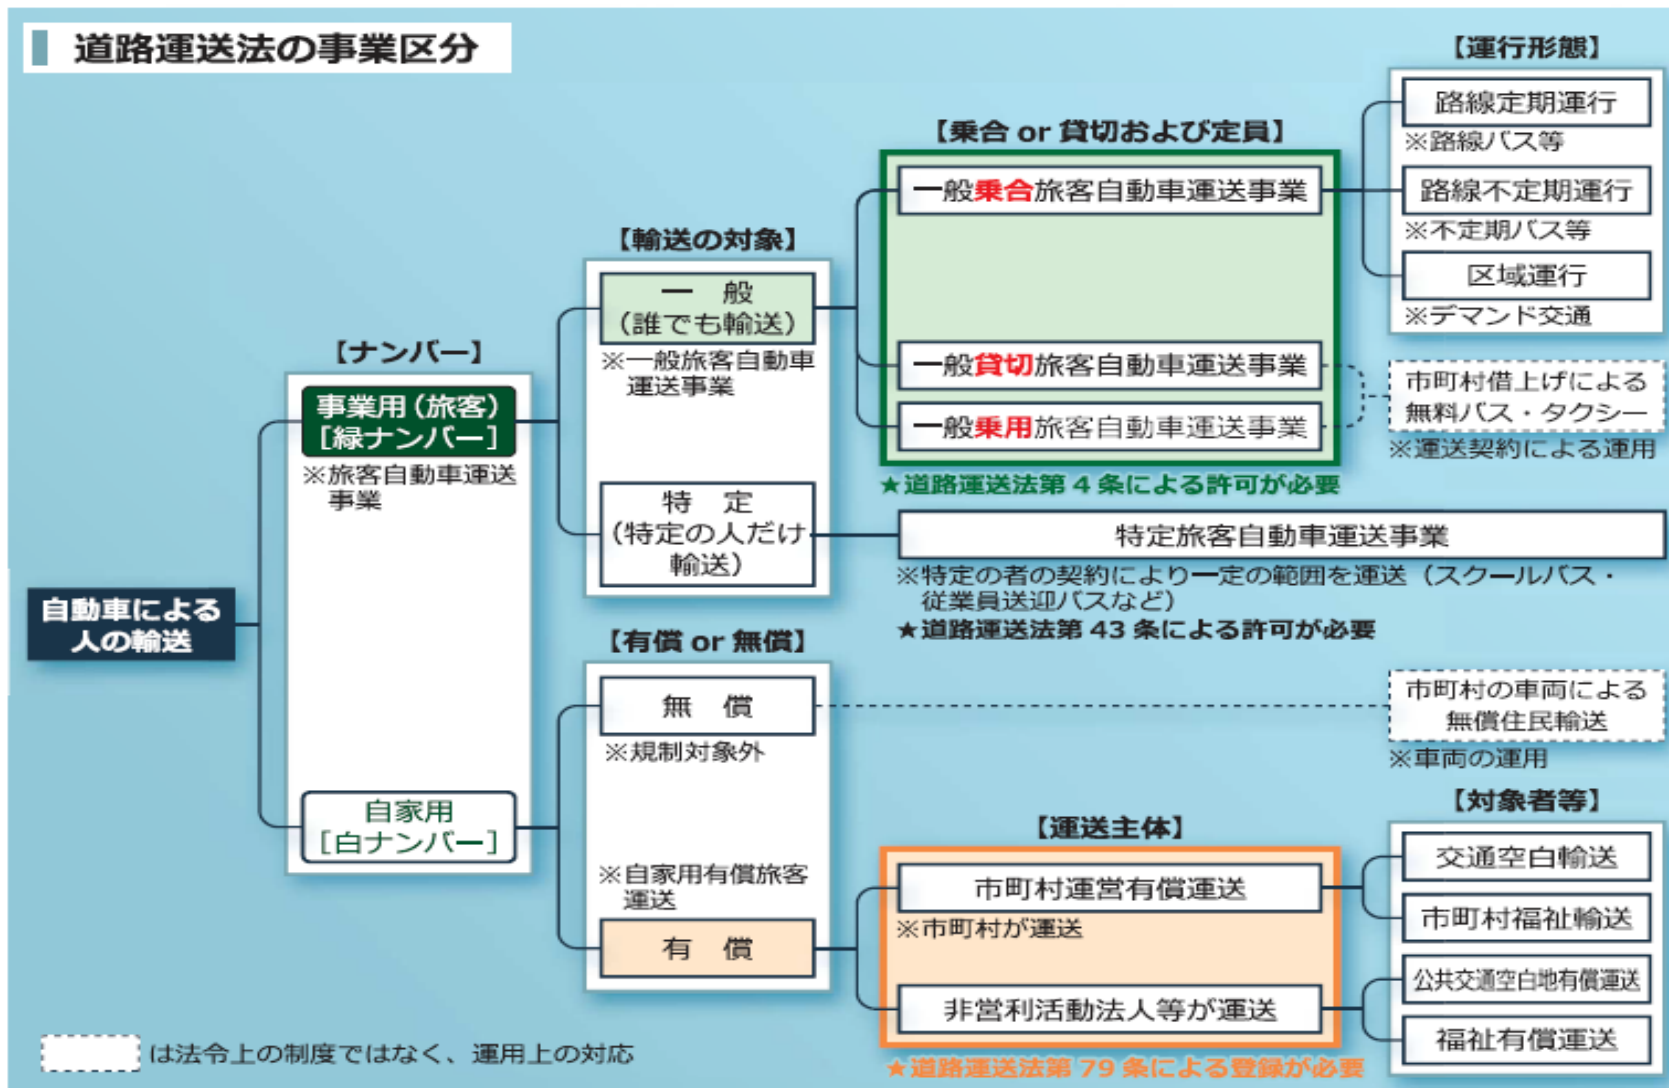 道路運送法の事業区分
【運行形態】
路線定期運行
※路線バス等
路線不定期運行
※不定期バス等
区域運行
※デマンド交通
【乗合 or 貸切および定員】
一般乗合旅客自動車運送事業
一般貸切旅客自動車運送事業
一般乗用旅客自動車運送事業
★道路運送法第 4 条による許可が必要
市町村借上げによる
無料バス・タクシー
※運送契約による運用
【輸送の対象】
一 般
(誰でも輸送)
※一般旅客自動車
運送事業
特 定
(特定の人だけ
輸送)
特定旅客自動車運送事業
※特定の者の契約により一定の範囲を運送（スクールバス・
従業員送迎バスなど）
★道路運送法第 43 条による許可が必要
【ナンバー】
事業用(旅客)
[緑ナンバー]
※旅客自動車運送
事業
自家用
[白ナンバー]
自動車による
人の輸送
【有償 or 無償】
無 償
※規制対象外
※自家用有償旅客
運送
有 償
市町村の車両による
無償住民輸送
※車両の運用
【運送主体】
市町村運営有償運送
※市町村が運送
非営利活動法人等が運送
★道路運送法第 79 条による登録が必要
【対象者等】
交通空白輸送
市町村福祉輸送
公共交通空白地有償運送
福祉有償運送
は法令上の制度ではなく、運用上の対応